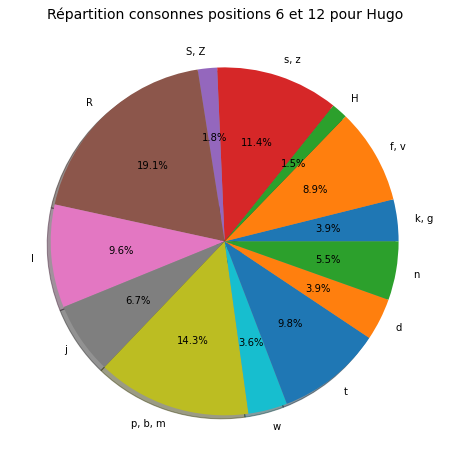 Répartition consonnes positions 6 et 12 pour Hugo
S, Z
s, z
H
R
f, v
1.8%
11.4%
1.5%
19.1%
8.9%
k, g
3.9%
l
9.6%
5.5%
n
6.7%
3.9%
d
j
14.3%
3.6%
9.8%
t
p, b, m
w